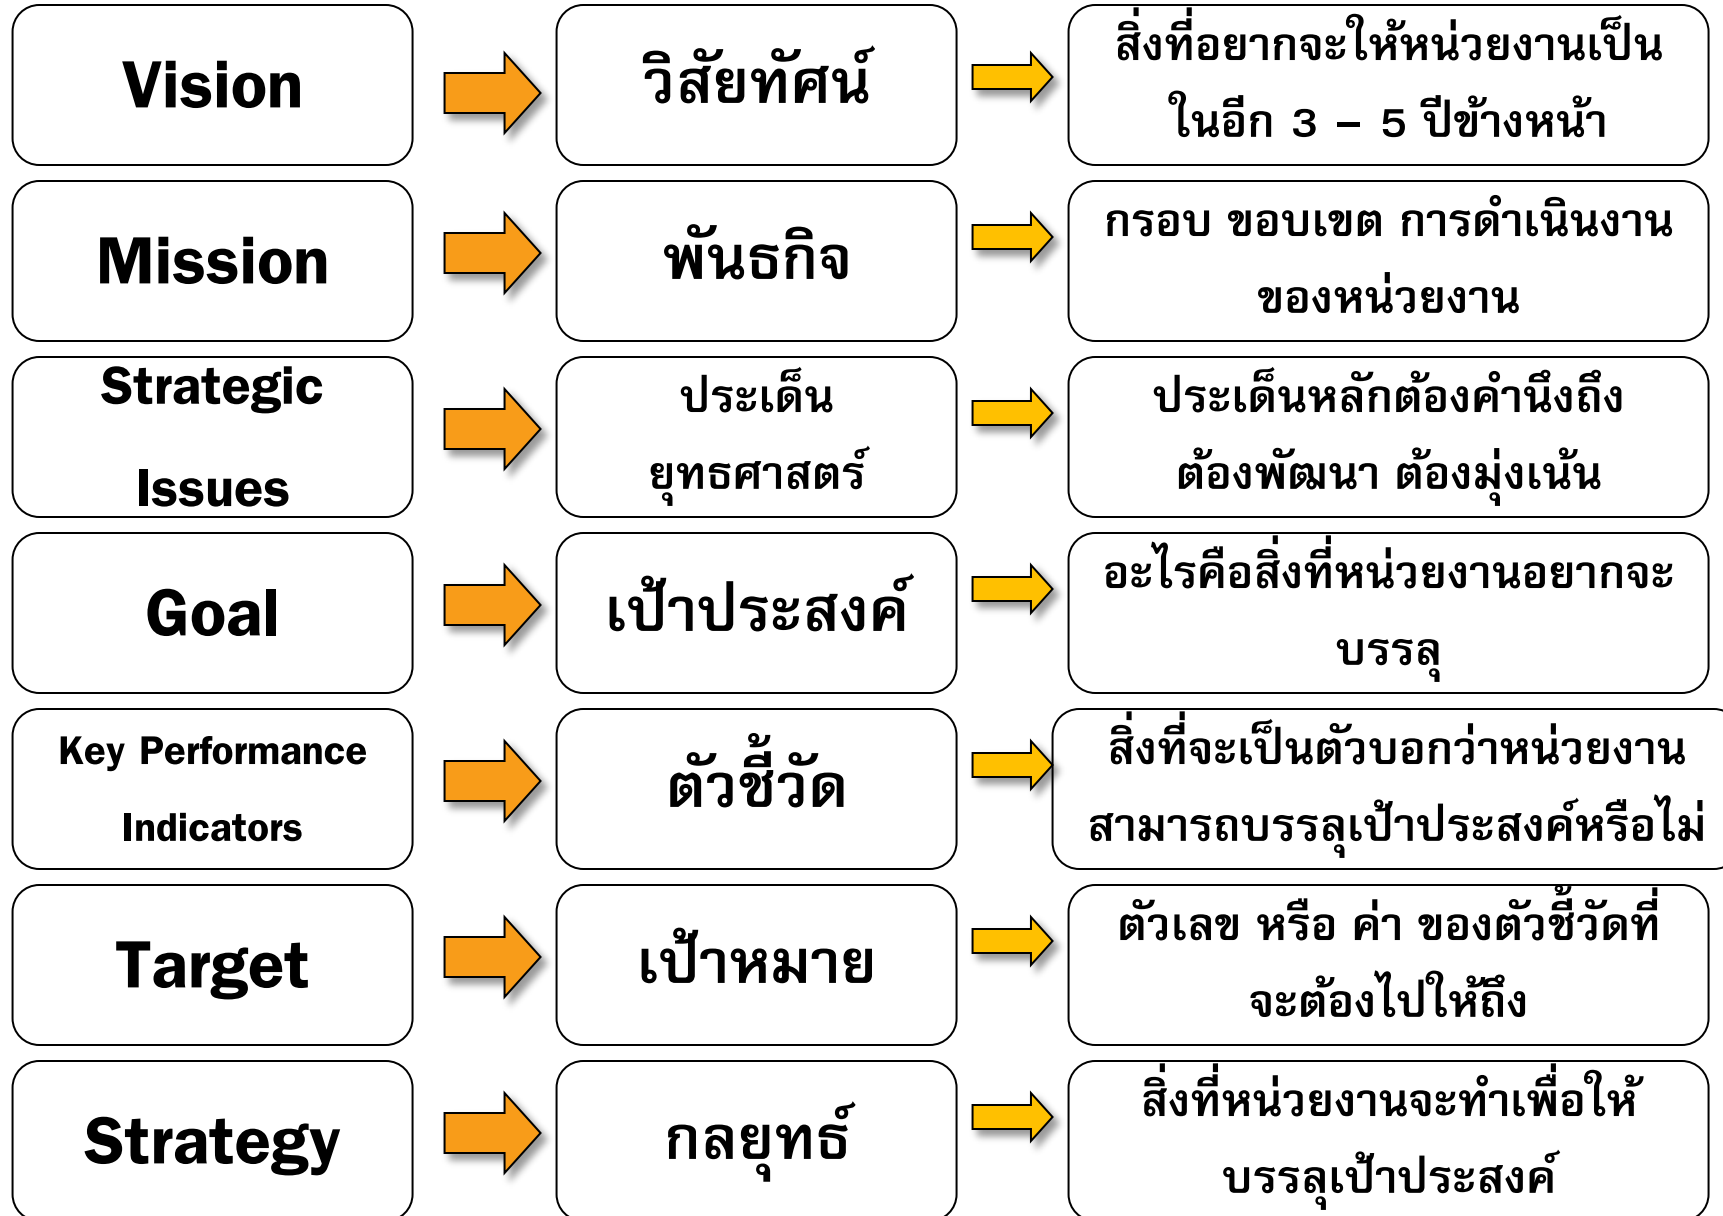 Vision
วิสัยทัศน์
สิ่งที่อยากจะให้หน่วยงานเป็น
ในอีก 3 – 5 ปีข้างหน้า
Mission
พันธกิจ
กรอบ ขอบเขต การดำเนินงาน
ของหน่วยงาน
Strategic
Issues
ประเด็น
ยุทธศาสตร์
ประเด็นหลักต้องคำนึงถึง
ต้องพัฒนา ต้องมุ่งเน้น
Goal
เป้าประสงค์
อะไรคือสิ่งที่หน่วยงานอยากจะ
บรรลุ
Key Performance
Indicators
ตัวชี้วัด
สิ่งที่จะเป็นตัวบอกว่าหน่วยงาน
สามารถบรรลุเป้าประสงค์หรือไม่
Target
เป้าหมาย
ตัวเลข หรือ ค่า ของตัวชี้วัดที่
จะต้องไปให้ถึง
Strategy
กลยุทธ์
สิ่งที่หน่วยงานจะทำเพื่อให้
บรรลุเป้าประสงค์